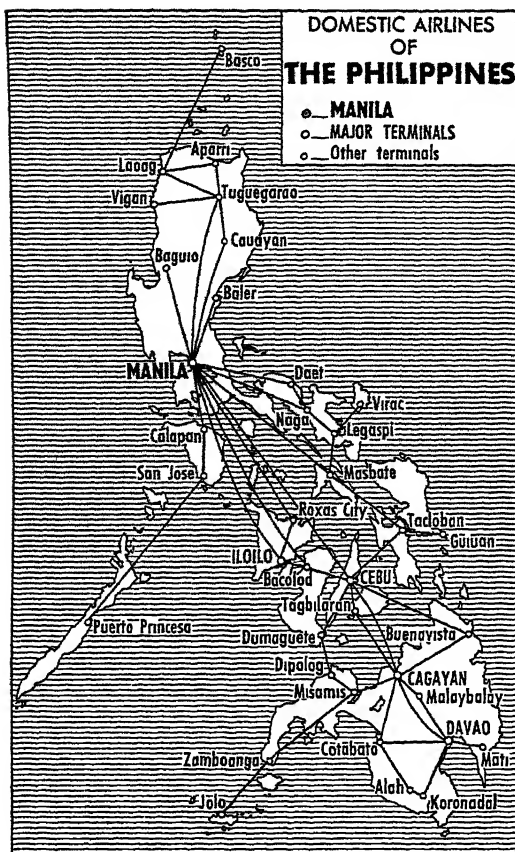 DOMESTIC AIRLINES
OF
THE PHILIPPINES
MANILA
MAJOR TERMINALS
Other terminals
Basco
Aparri
Laoag
Tuguegarao
Vigan
Cauayan
Baguio
Baler
MANILA
Daet
Virac
Naga
Legaspi
Calapan
San Jose
Masbate
Roxas City
Tacloban
Guiuan
ILOILO
Bacolod
CEBU
Tagbilaran
Puerto Princesa
Dumaguete
Buenavista
Dipolog
CAGAYAN
Misamis
Malaybalay
DAVAO
Cotabato
Mati
Zamboanga
Alah
Koronadal
Jolo